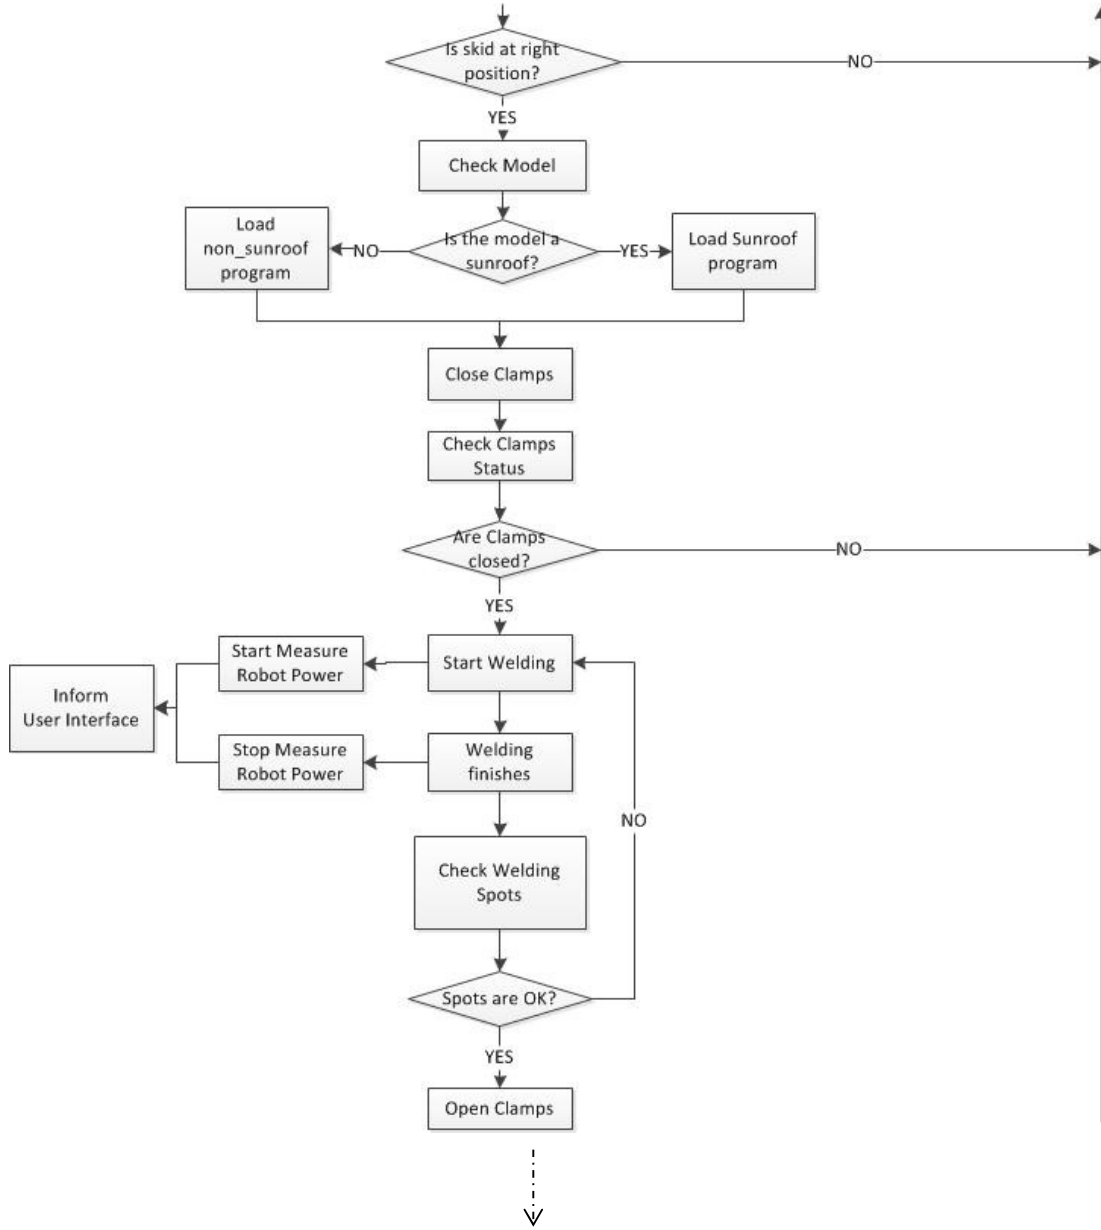 Is skid at right
position?
NO
YES
Check Model
Load
non_sunroof
program
NO
Is the model a
sunroof?
YES
Load Sunroof
program
Close Clamps
Check Clamps
Status
Are Clamps
closed?
NO
YES
Start Measure
Robot Power
Start Welding
Inform
User Interface
Stop Measure
Robot Power
Welding
finishes
NO
Check Welding
Spots
Spots are OK?
YES
Open Clamps